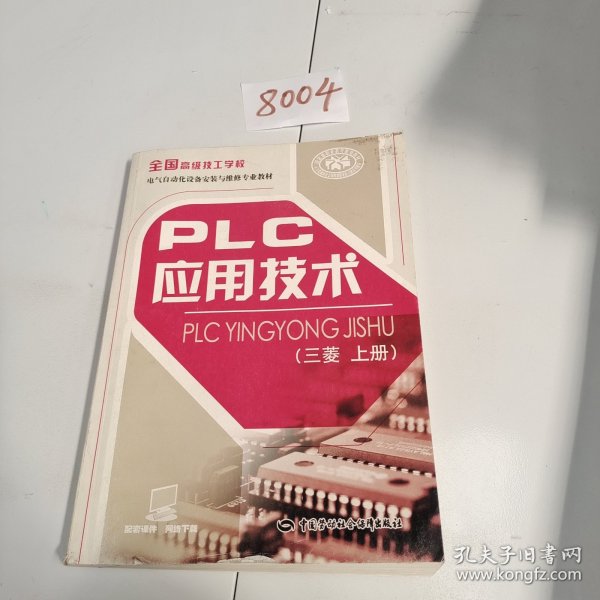 8004
全国高级技工学校
电气自动化设备安装与维修专业教材
PLC
应用技术
PLC YINGYONG JISHU
（三菱 上册）
配套课件 网络下载
中国劳动社会保障出版社
孔夫子旧书网
www.kongfz.com